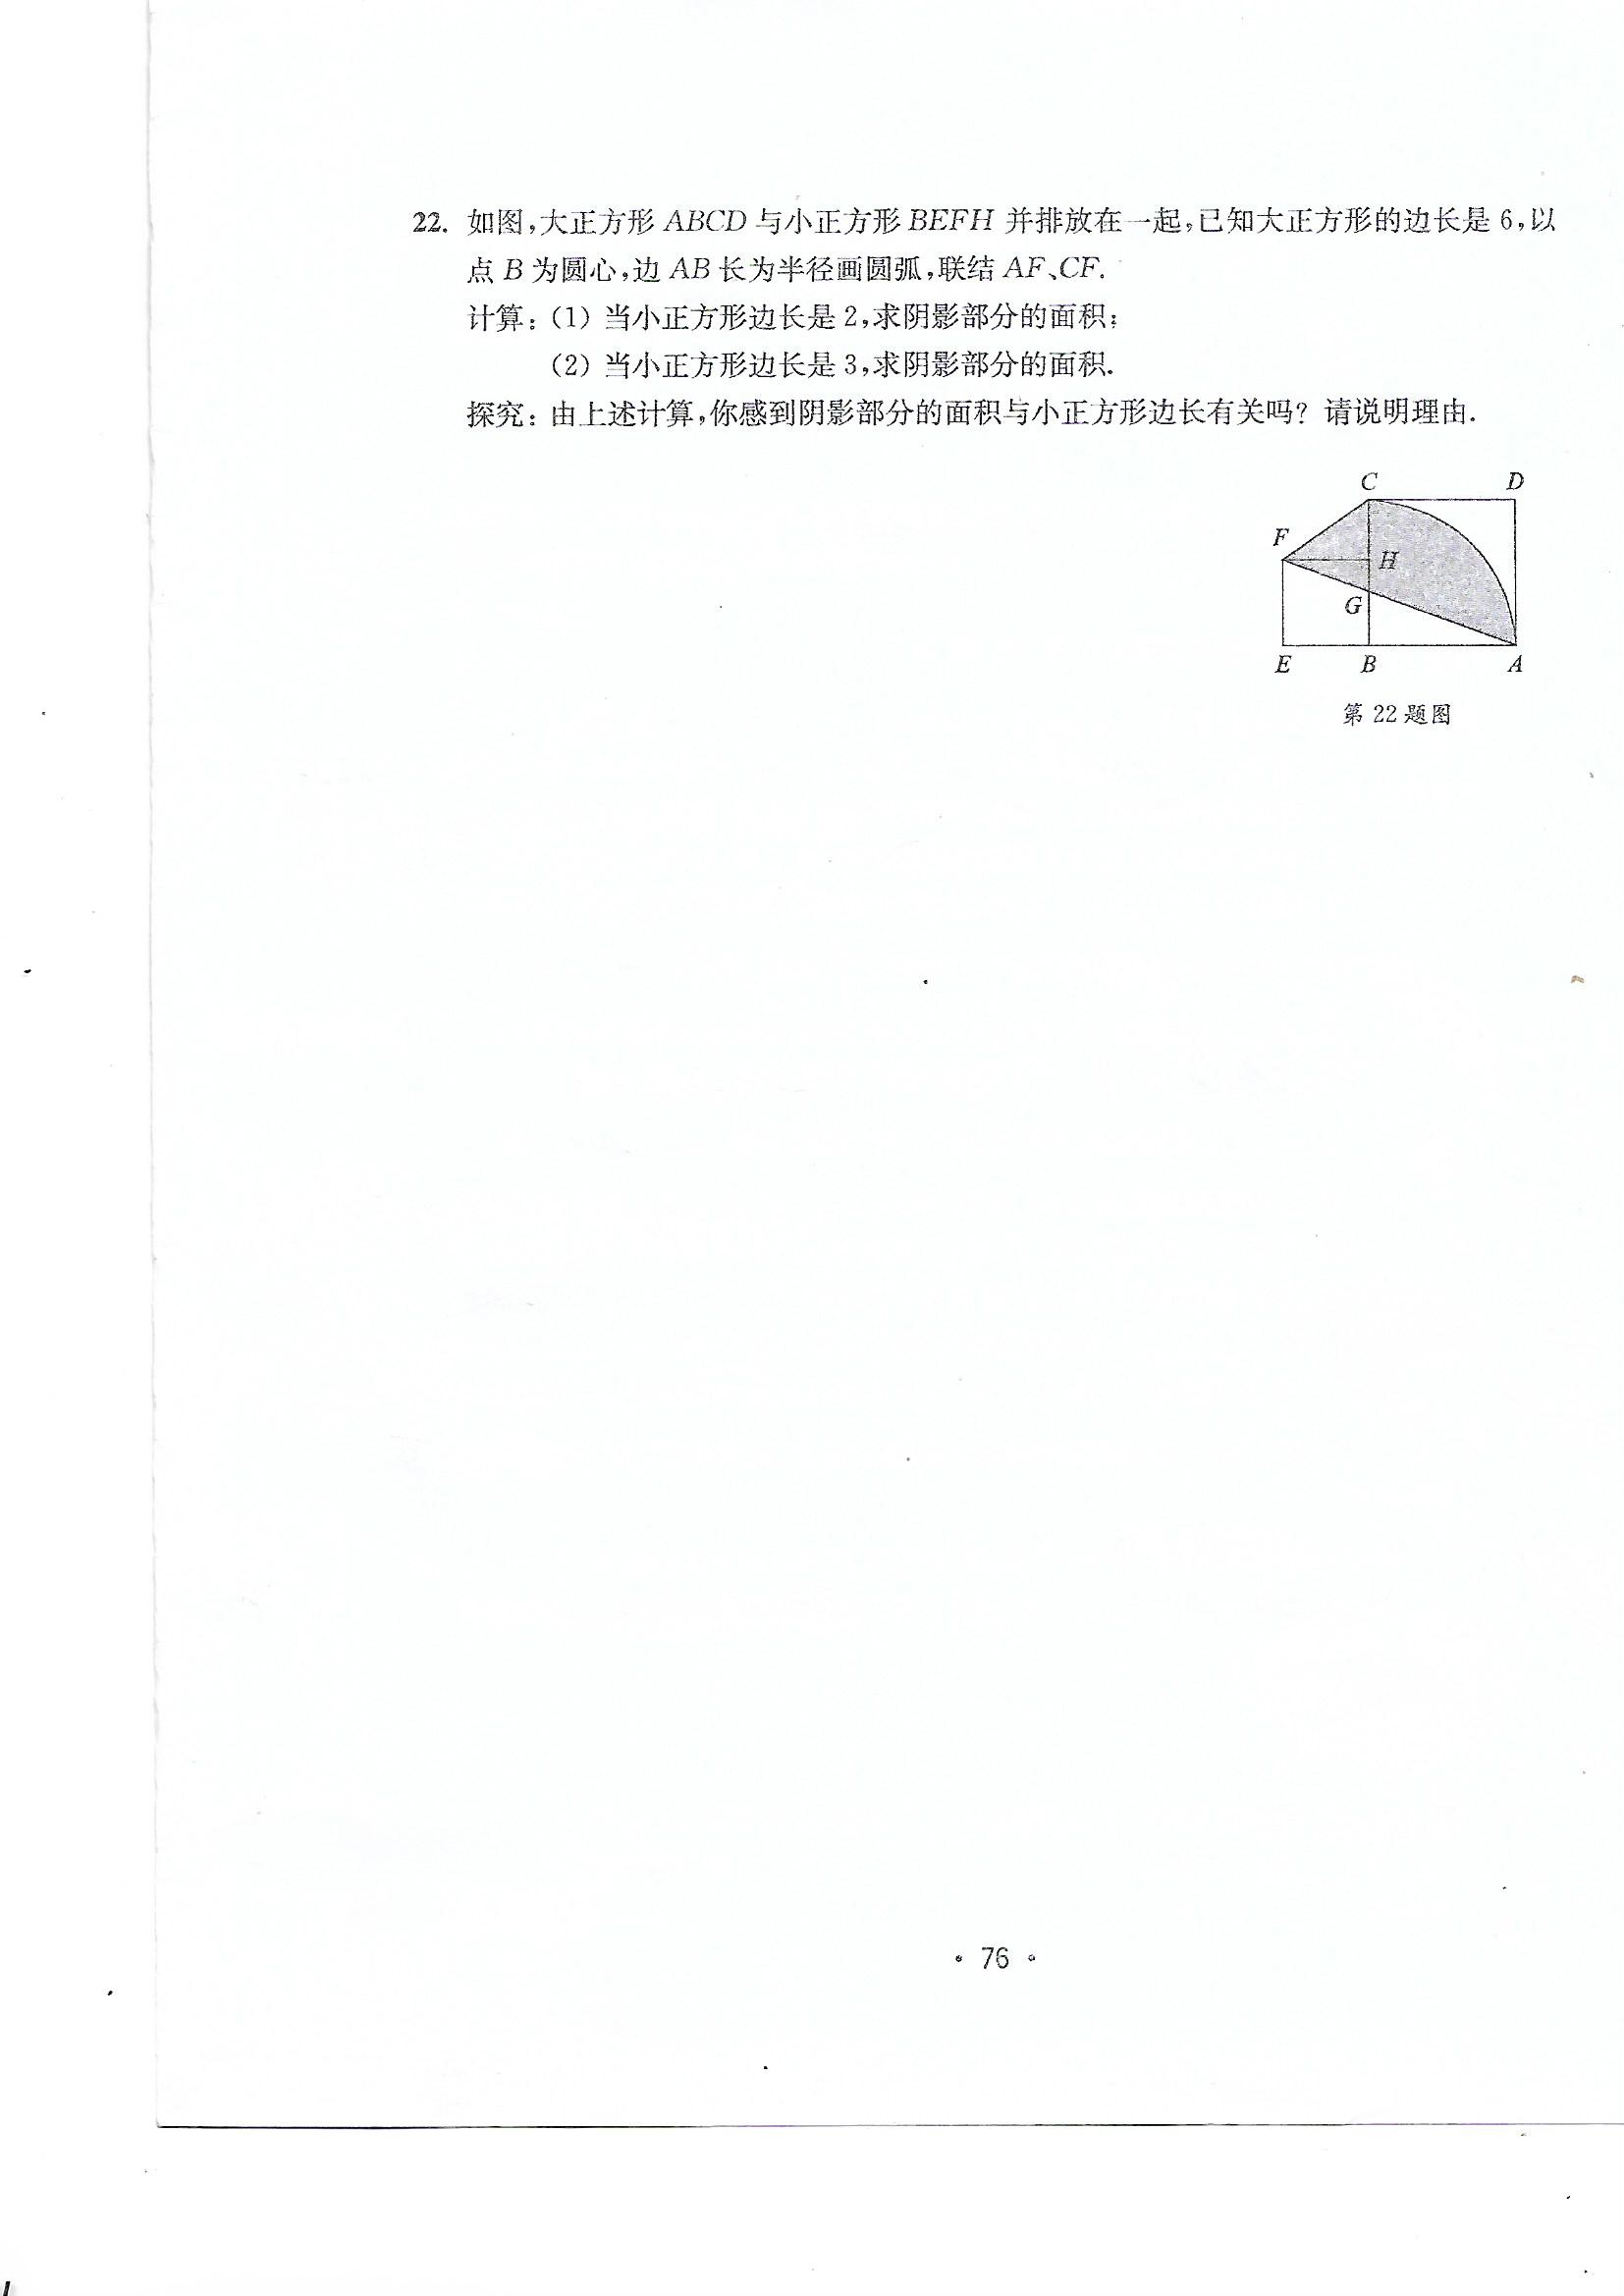 22. 如图,大正方形 ABCD 与小正方形 BEFH 并排放在一起,已知大正方形的边长是 6,以
点 B 为圆心,边 AB 长为半径画圆弧,联结 AF、CF.
计算:(1) 当小正方形边长是 2,求阴影部分的面积;
(2) 当小正方形边长是 3,求阴影部分的面积.
探究:由上述计算,你感到阴影部分的面积与小正方形边长有关吗? 请说明理由.
C D
F
H
G
E B A
第 22 题图
• 76 •